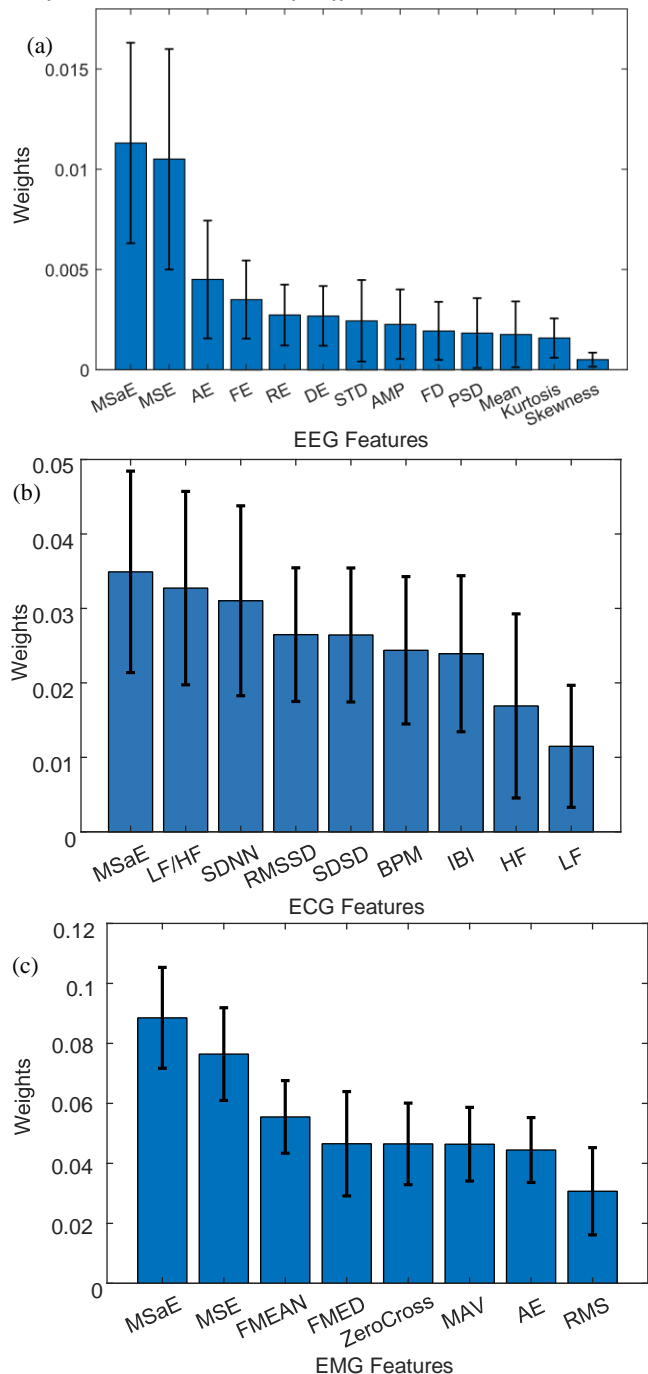 (a)
0.015
0.01
0.005
0
Weights
MSaE MSE AE FE RE DE STD AMP FD PSD Mean Kurtosis Skewness
EEG Features
(b)
0.05
0.04
0.03
0.02
0.01
0
Weights
MSaE LF/HF SDNN RMSSD SDSD BPM IBI HF LF
ECG Features
(c)
0.12
0.1
0.08
0.06
0.04
0.02
0
Weights
MSaE MSE FMEAN FMED ZeroCross MAV AE RMS
EMG Features